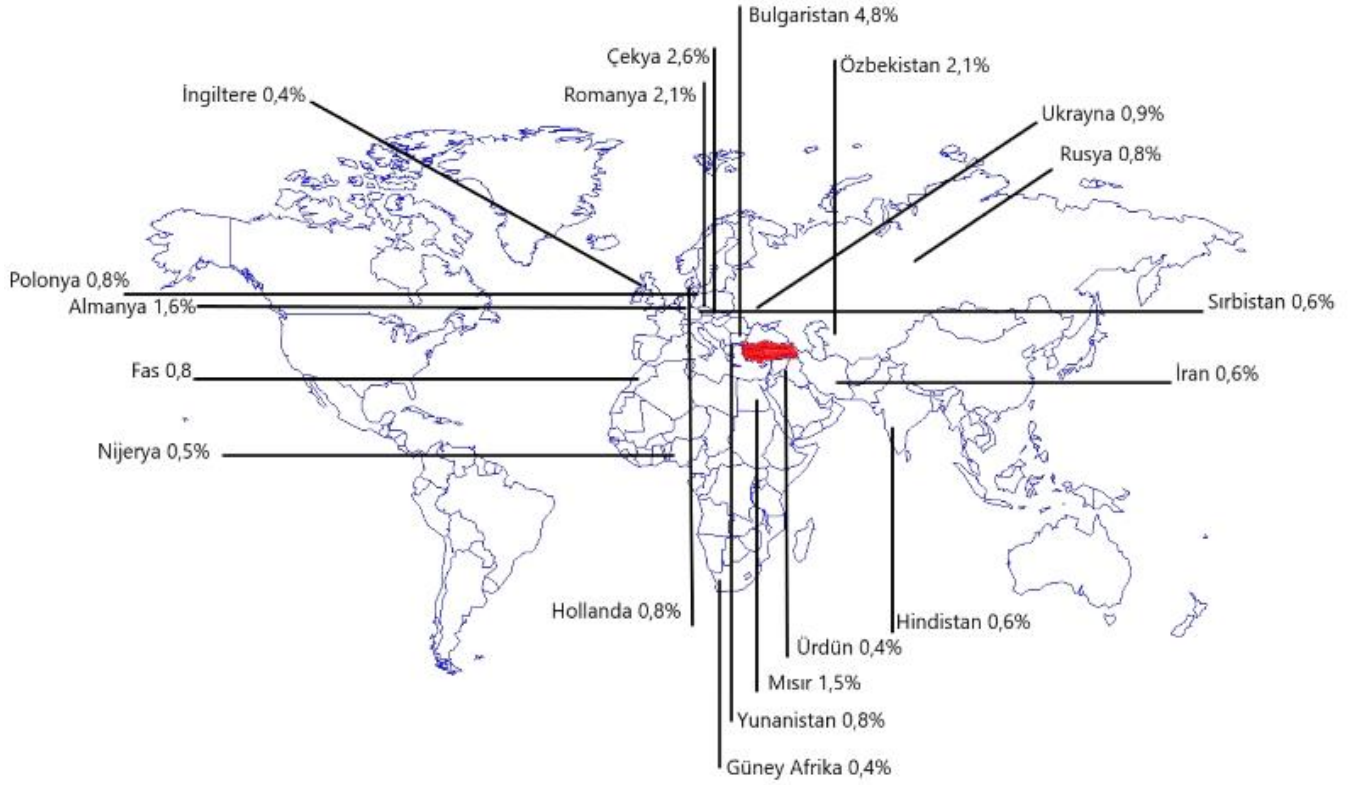 Bulgaristan 4,8%
Çekya 2,6%
Özbekistan 2,1%
Romanya 2,1%
İngiltere 0,4%
Ukrayna 0,9%
Rusya 0,8%
Polonya 0,8%
Almanya 1,6%
Sırbistan 0,6%
Fas 0,8
İran 0,6%
Nijerya 0,5%
Hollanda 0,8%
Hindistan 0,6%
Ürdün 0,4%
Mısır 1,5%
Yunanistan 0,8%
Güney Afrika 0,4%